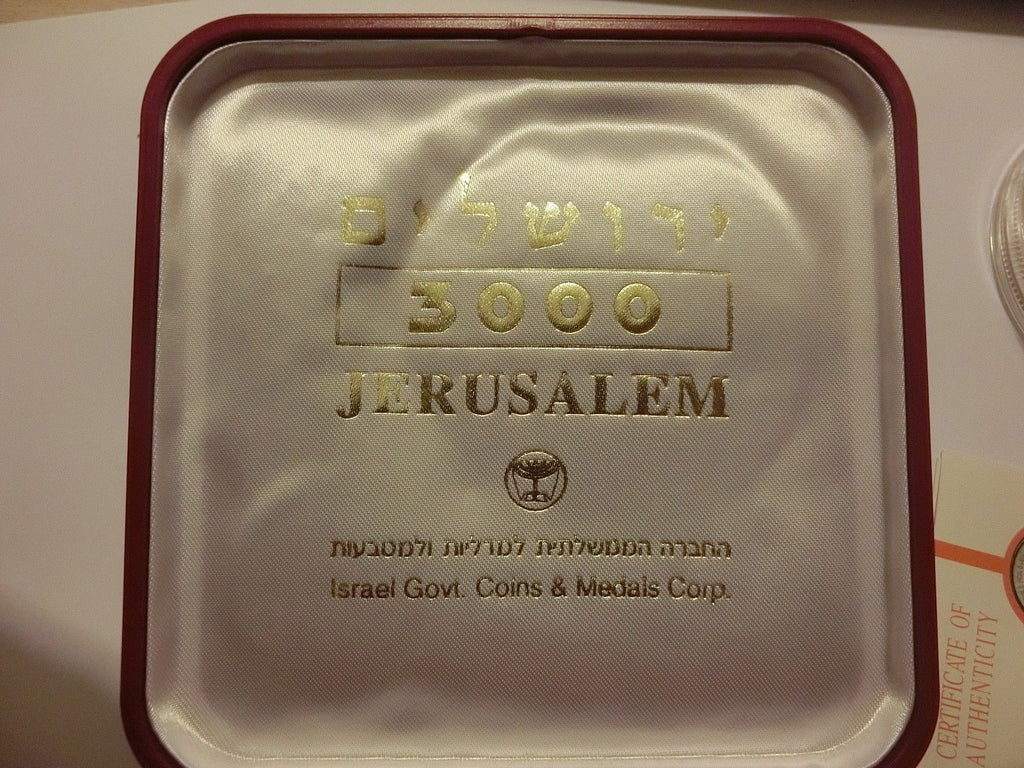 ירושלים
3000
JERUSALEM
החברה הממשלתית למדליות ולמטבעות
Israel Govt. Coins & Medals Corp.
CERTIFICATE OF
AUTHENTICITY